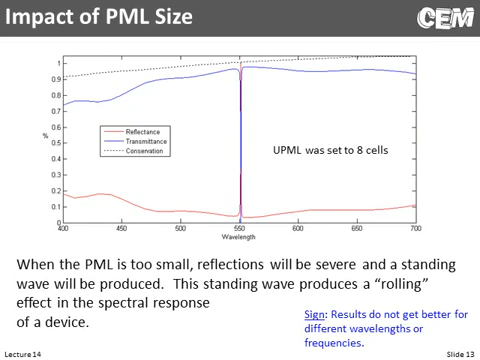 Impact of PML Size
CEM
1
0.9
0.8
0.7
0.6
0.5
0.4
0.3
0.2
0.1
0
%
Reflectance
Transmittance
Conservation
UPML was set to 8 cells
400
450
500
550
600
650
700
Wavelength
When the PML is too small, reflections will be severe and a standing
wave will be produced. This standing wave produces a “rolling”
effect in the spectral response
of a device.
Sign: Results do not get better for
different wavelengths or
frequencies.
Lecture 14
Slide 13